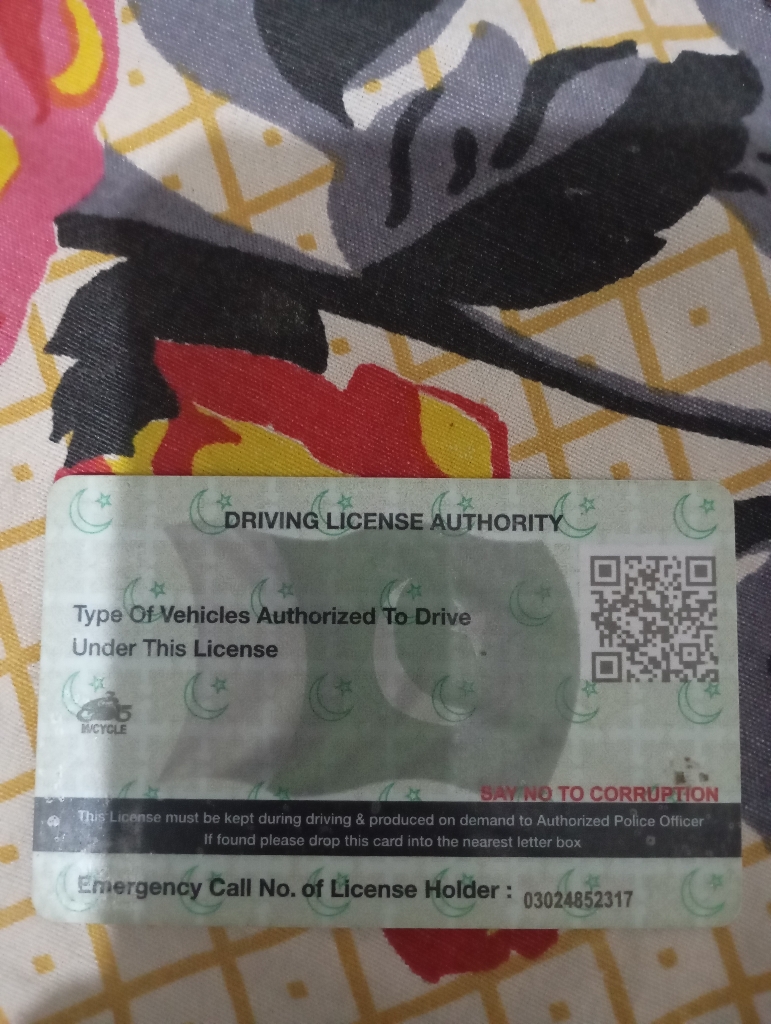 DRIVING LICENSE AUTHORITY
Type Of Vehicles Authorized To Drive
Under This License
M/CYCLE
SAY NO TO CORRUPTION
This License must be kept during driving & produced on demand to Authorized Police Officer
If found please drop this card into the nearest letter box
Emergency Call No. of License Holder : 03024852317